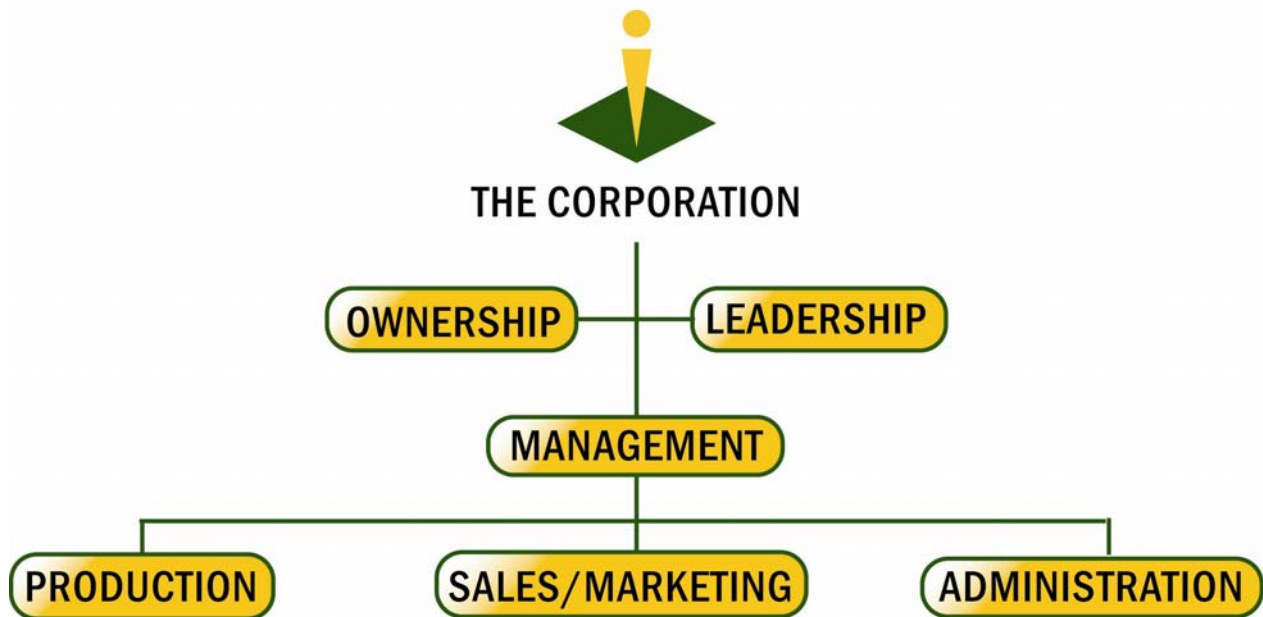 THE CORPORATION
OWNERSHIP
LEADERSHIP
MANAGEMENT
PRODUCTION
SALES/MARKETING
ADMINISTRATION